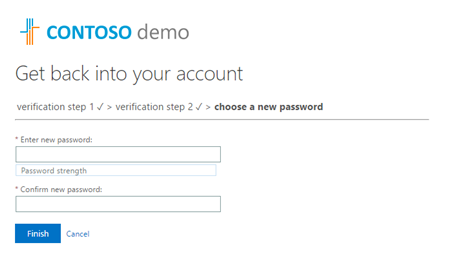 CONTOSO demo
Get back into your account
verification step 1 ✓ > verification step 2 ✓ > choose a new password
* Enter new password:
Password strength
* Confirm new password:
Finish Cancel